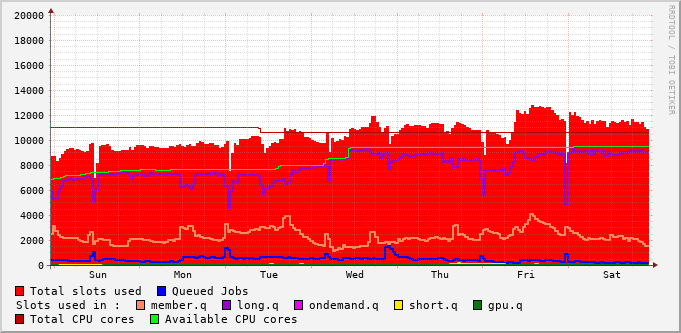 20000
18000
16000
14000
12000
10000
8000
6000
4000
2000
0
Sun Mon Tue Wed Thu Fri Sat
RRDTOOL / TOBI OETIKER
Total slots used Queued Jobs
Slots used in : member.q long.q ondemand.q short.q gpu.q
Total CPU cores Available CPU cores